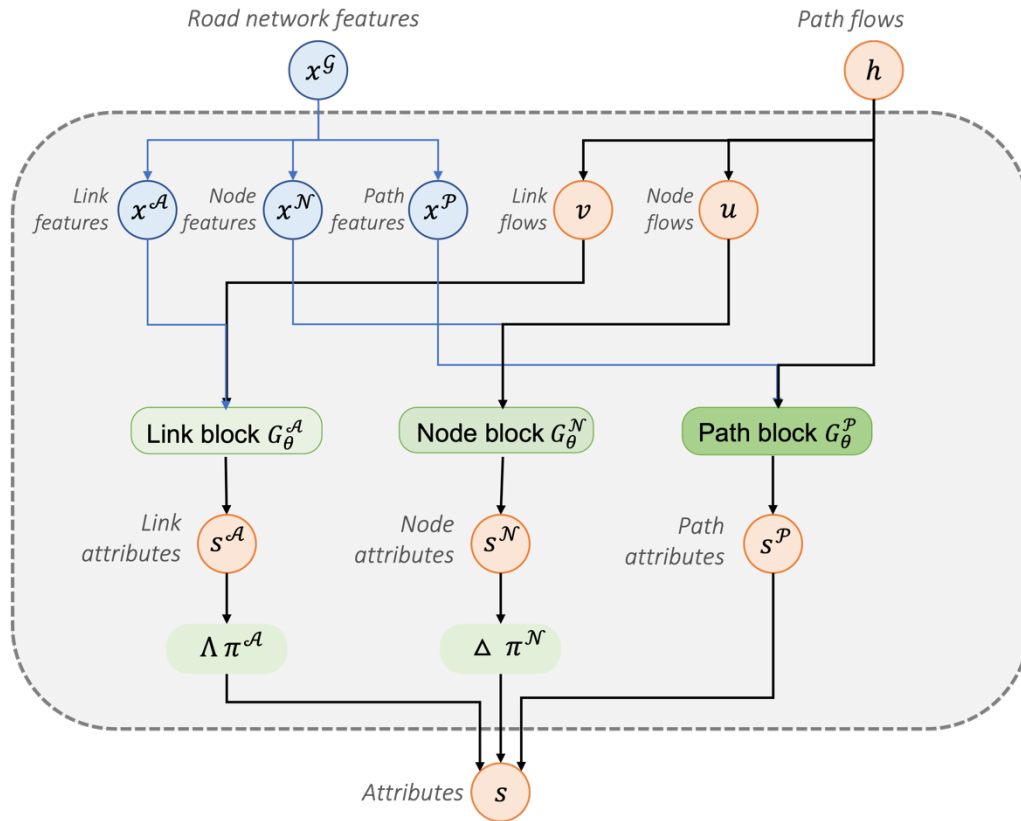 Road network features
Path flows
x^𝒢
h
Link
features
x^𝒜
Node
features
x^𝒩
Path
features
x^𝒫
Link
flows
v
Node
flows
u
Link block G_θ^𝒜
Node block G_θ^𝒩
Path block G_θ^𝒫
Link
attributes
s^𝒜
Node
attributes
s^𝒩
Path
attributes
s^𝒫
Λ π^𝒜
Δ π^𝒩
Attributes
s